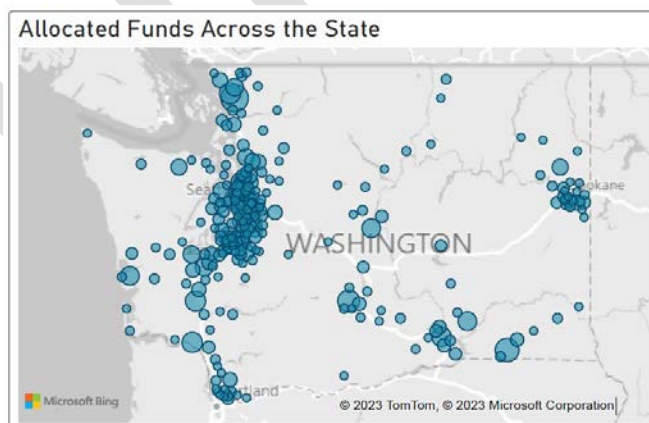 Allocated Funds Across the State
WASHINGTON
Microsoft Bing
© 2023 TomTom, © 2023 Microsoft Corporation